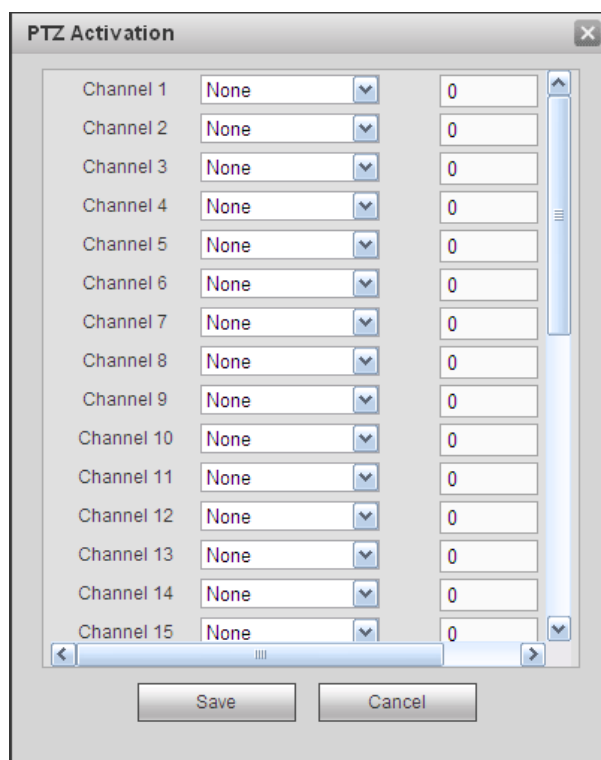 PTZ Activation
Channel 1 None 0
Channel 2 None 0
Channel 3 None 0
Channel 4 None 0
Channel 5 None 0
Channel 6 None 0
Channel 7 None 0
Channel 8 None 0
Channel 9 None 0
Channel 10 None 0
Channel 11 None 0
Channel 12 None 0
Channel 13 None 0
Channel 14 None 0
Channel 15 None 0
Save Cancel